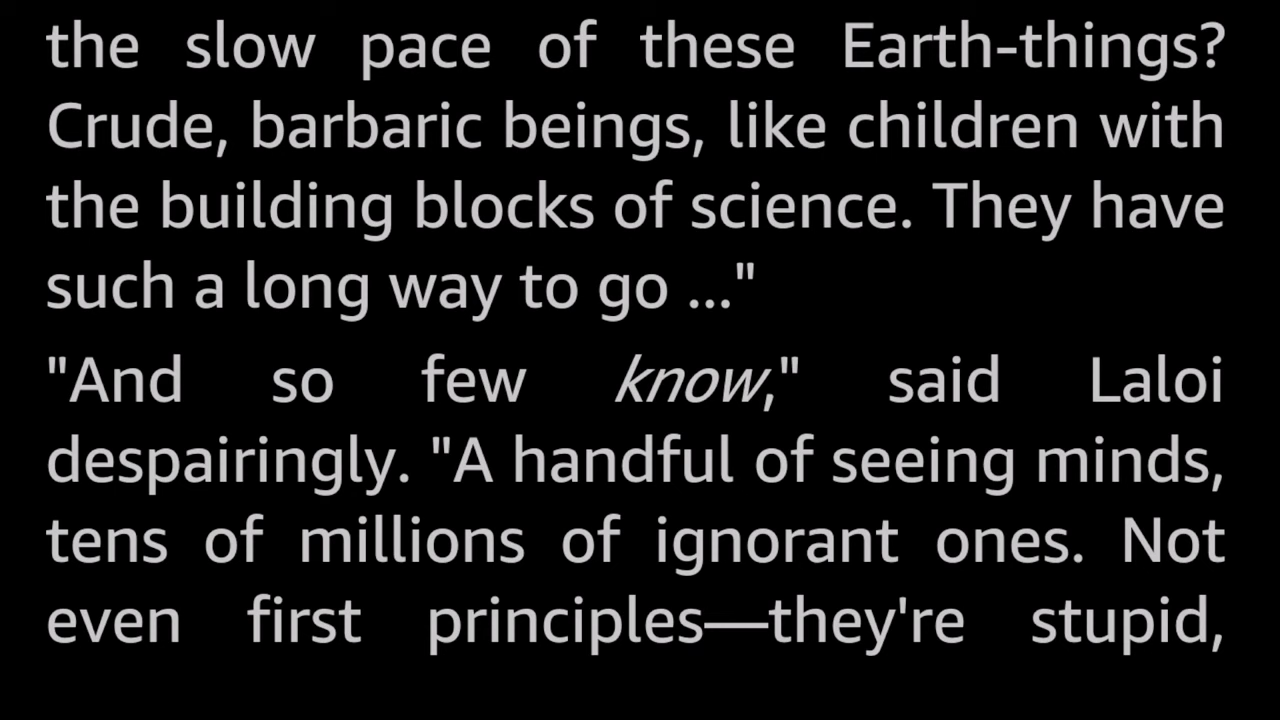 the slow pace of these Earth-things?
Crude, barbaric beings, like children with
the building blocks of science. They have
such a long way to go ..."
"And so few know," said Laloi
despairingly. "A handful of seeing minds,
tens of millions of ignorant ones. Not
even first principles—they're stupid,